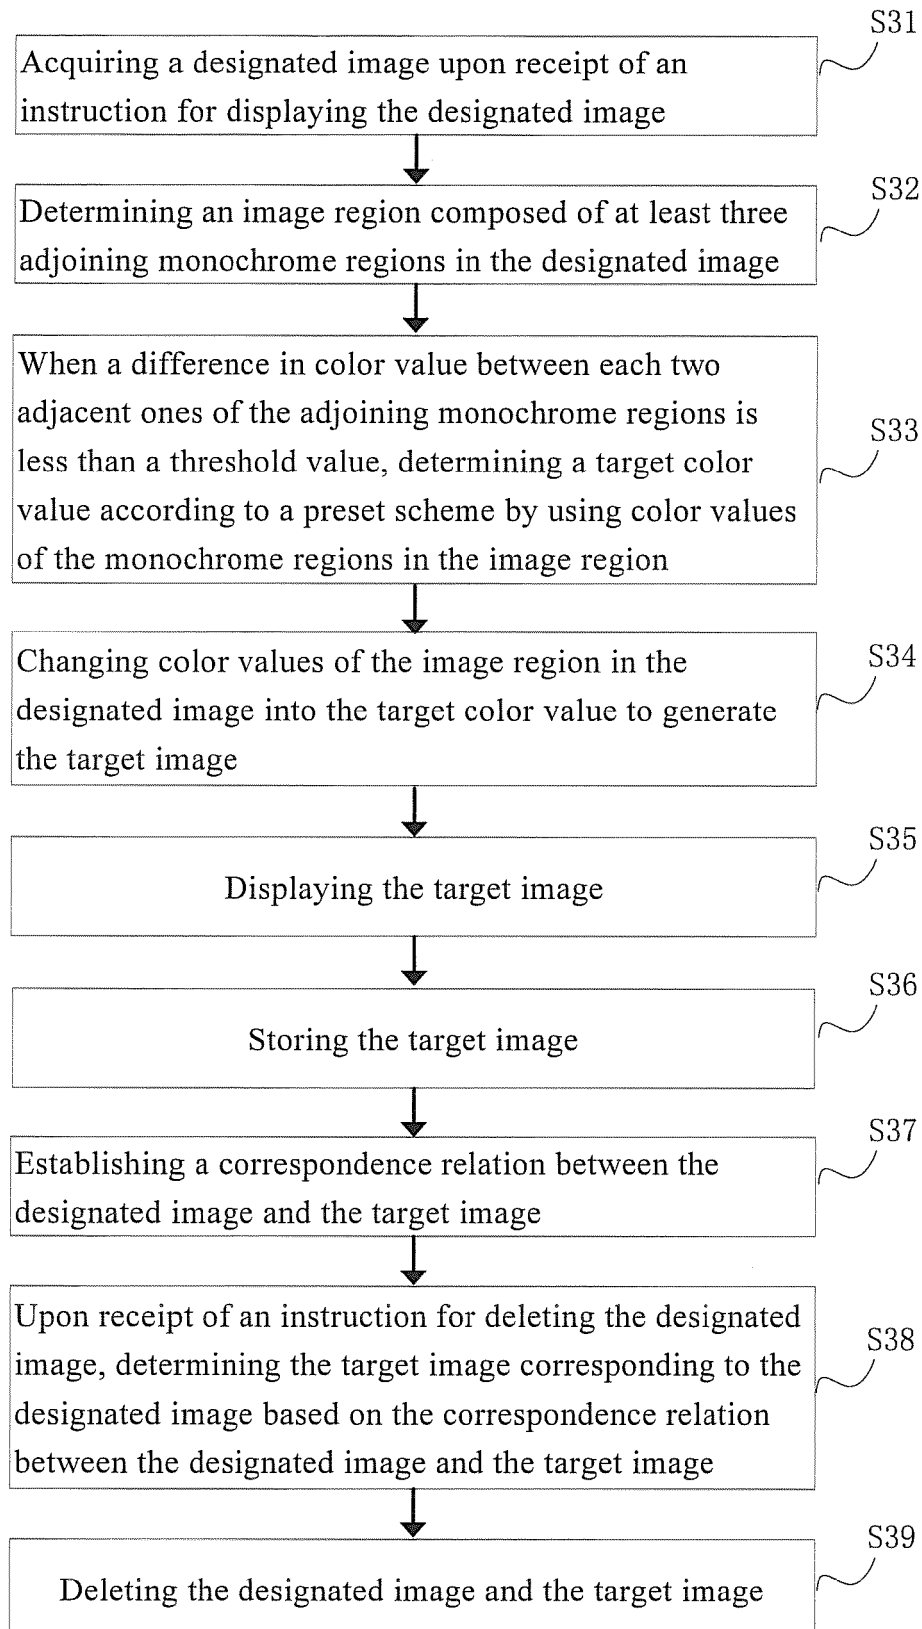 S31
Acquiring a designated image upon receipt of an
instruction for displaying the designated image
S32
Determining an image region composed of at least three
adjoining monochrome regions in the designated image
When a difference in color value between each two
adjacent ones of the adjoining monochrome regions is
S33
less than a threshold value, determining a target color
value according to a preset scheme by using color values
of the monochrome regions in the image region
S34
Changing color values of the image region in the
designated image into the target color value to generate
the target image
S35
Displaying the target image
S36
Storing the target image
S37
Establishing a correspondence relation between the
designated image and the target image
Upon receipt of an instruction for deleting the designated
S38
image, determining the target image corresponding to the
designated image based on the correspondence relation
between the designated image and the target image
S39
Deleting the designated image and the target image